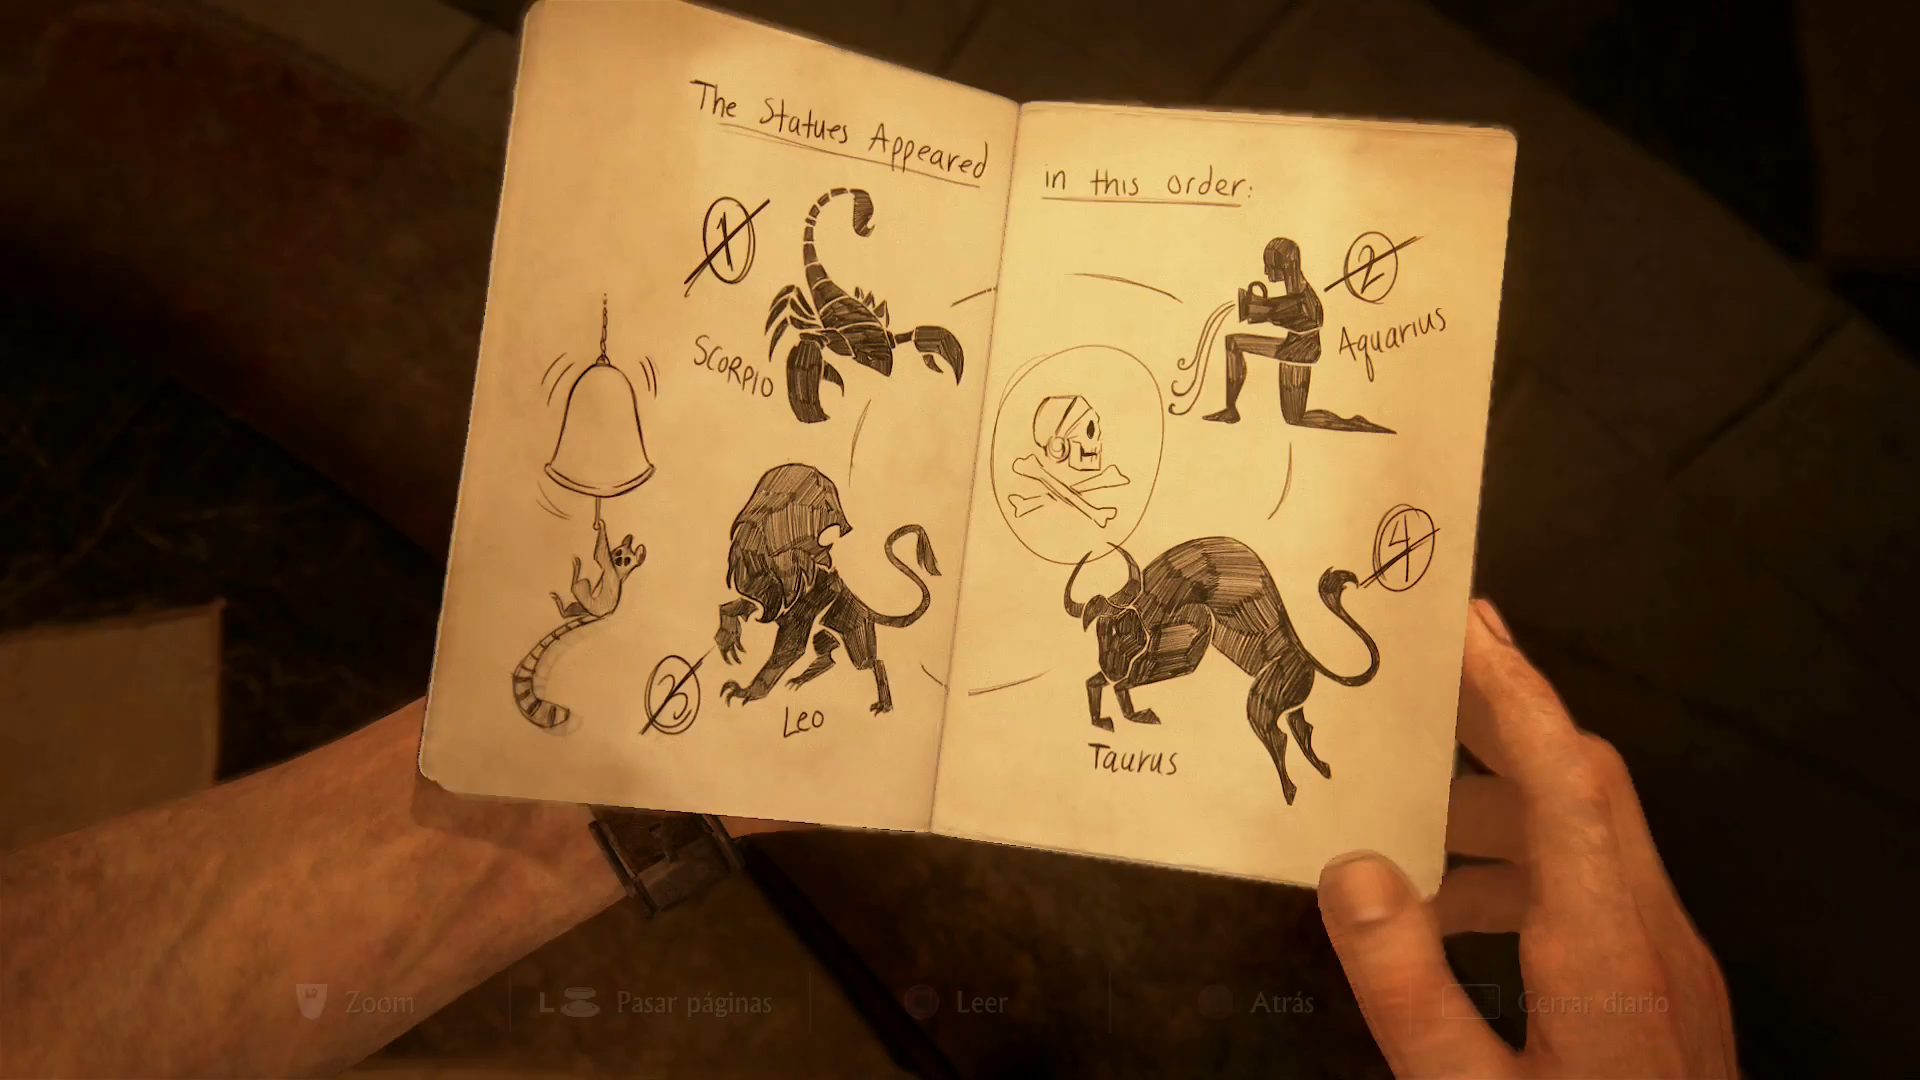 The Statues Appeared
in this order:
1
SCORPIO
2
Aquarius
3
Leo
4
Taurus
Zoom
L Pasar páginas
Leer
Atrás
Cerrar diario